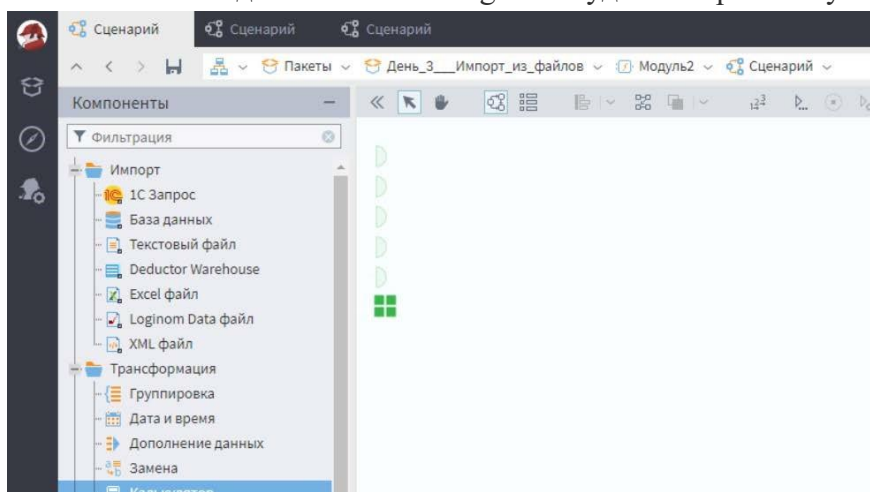 Сценарий Сценарий Сценарий
Пакеты День_3___Импорт_из_файлов Модуль2 Сценарий
Компоненты
Фильтрация
Импорт
1С Запрос
База данных
Текстовый файл
Deductor Warehouse
Excel файл
Loginom Data файл
XML файл
Трансформация
Группировка
Дата и время
Дополнение данных
Замена
Калькулятор